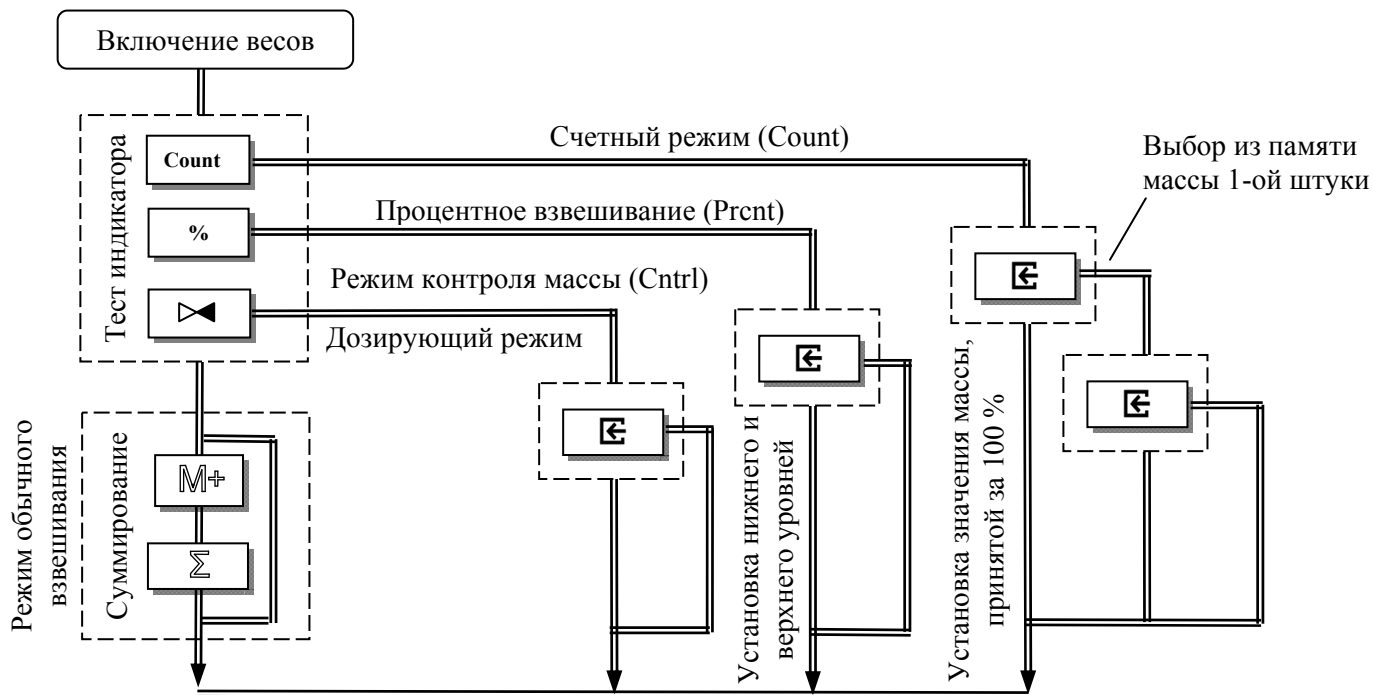 Включение весов
Тест индикатора
Count
%
Счетный режим (Count)
Процентное взвешивание (Prcnt)
Режим контроля массы (Cntrl)
Дозирующий режим
Выбор из памяти
массы 1-ой штуки
Режим обычного
взвешивания
Суммирование
M+
Σ
Установка нижнего и
верхнего уровней
Установка значения массы,
принятой за 100 %